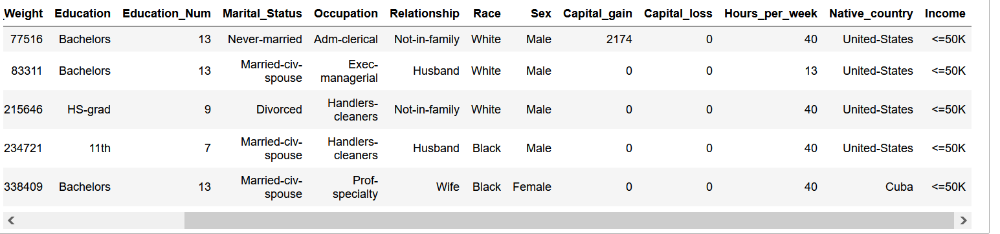 _Weight Education Education_Num Marital_Status Occupation Relationship Race Sex Capital_gain Capital_loss Hours_per_week Native_country Income
77516 Bachelors 13 Never-married Adm-clerical Not-in-family White Male 2174 0 40 United-States <=50K
83311 Bachelors 13 Married-civ-spouse Exec-managerial Husband White Male 0 0 13 United-States <=50K
215646 HS-grad 9 Divorced Handlers-cleaners Not-in-family White Male 0 0 40 United-States <=50K
234721 11th 7 Married-civ-spouse Handlers-cleaners Husband Black Male 0 0 40 United-States <=50K
338409 Bachelors 13 Married-civ-spouse Prof-specialty Wife Black Female 0 0 40 Cuba <=50K